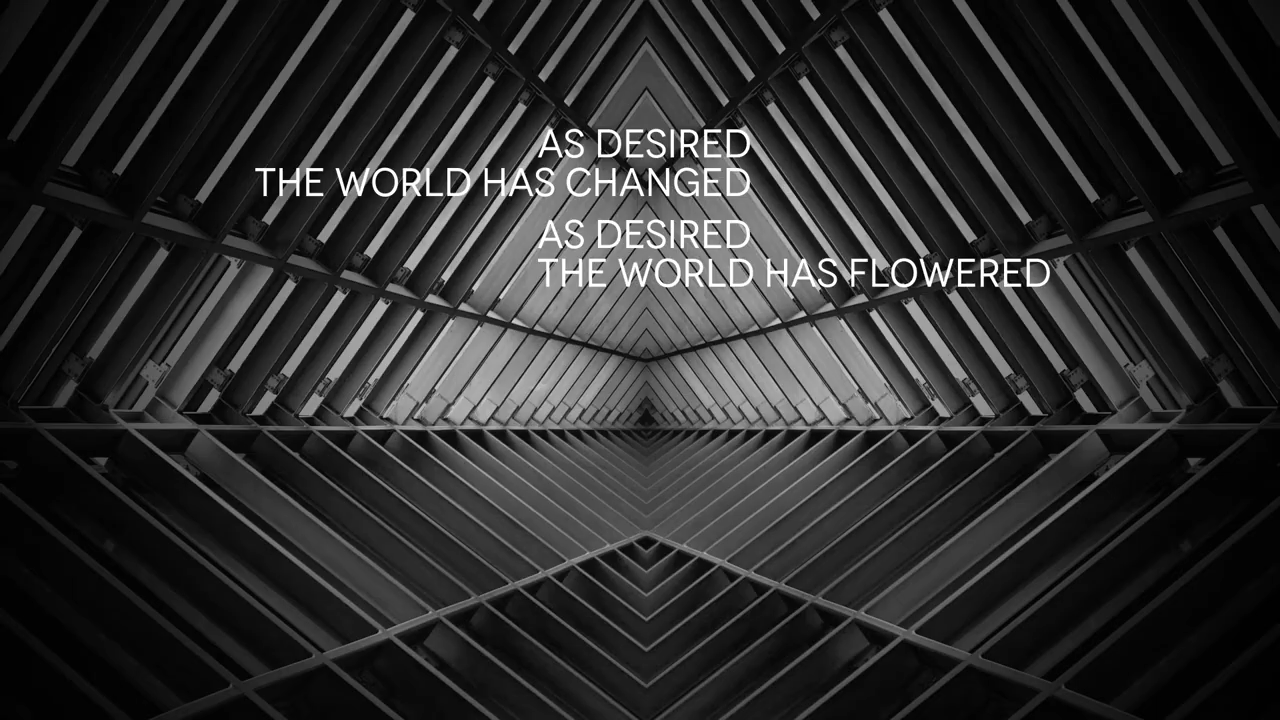 AS DESIRED
THE WORLD HAS CHANGED
AS DESIRED
THE WORLD HAS FLOWERED